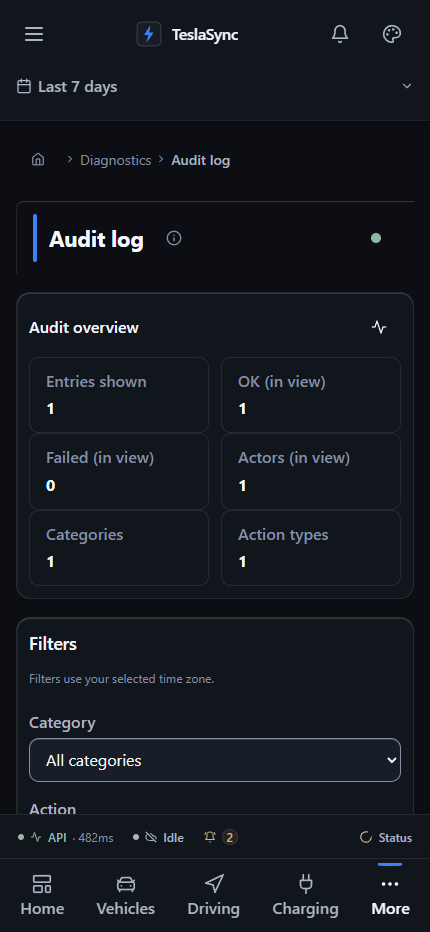 TeslaSync
Last 7 days
Diagnostics > Audit log
Audit log
Audit overview
Entries shown
1
OK (in view)
1
Failed (in view)
0
Actors (in view)
1
Categories
1
Action types
1
Filters
Filters use your selected time zone.
Category
All categories
Action
API · 482ms
Idle
2
Status
Home
Vehicles
Driving
Charging
More